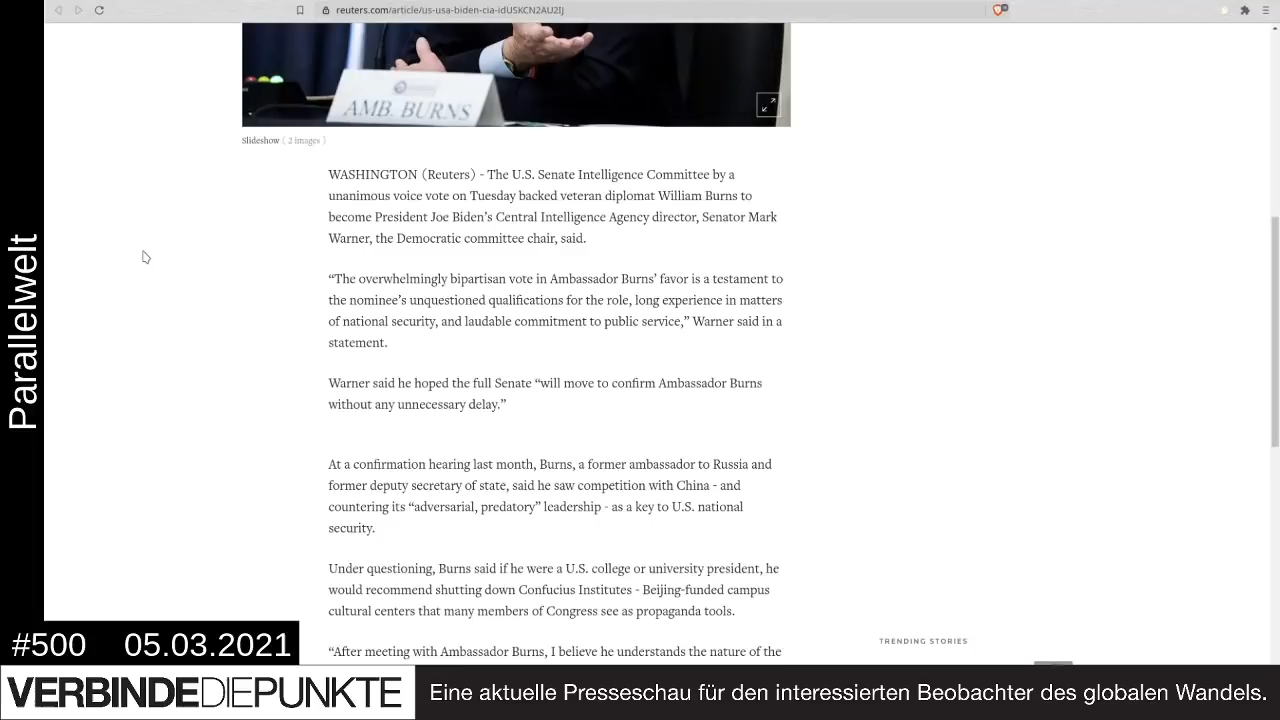 reuters.com/article/us-usa-biden-cia-idUSKCN2AU2IJ
AMB. BURNS
Slideshow ( 2 images )
WASHINGTON (Reuters) - The U.S. Senate Intelligence Committee by a
unanimous voice vote on Tuesday backed veteran diplomat William Burns to
become President Joe Biden’s Central Intelligence Agency director, Senator Mark
Warner, the Democratic committee chair, said.
“The overwhelmingly bipartisan vote in Ambassador Burns’ favor is a testament to
the nominee’s unquestioned qualifications for the role, long experience in matters
of national security, and laudable commitment to public service,” Warner said in a
statement.
Warner said he hoped the full Senate “will move to confirm Ambassador Burns
without any unnecessary delay.”
At a confirmation hearing last month, Burns, a former ambassador to Russia and
former deputy secretary of state, said he saw competition with China - and
countering its “adversarial, predatory” leadership - as a key to U.S. national
security.
Under questioning, Burns said if he were a U.S. college or university president, he
would recommend shutting down Confucius Institutes - Beijing-funded campus
cultural centers that many members of Congress see as propaganda tools.
“After meeting with Ambassador Burns, I believe he understands the nature of the
TRENDING STORIES
Parallelwelt
#500 05.03.2021
VERBINDEDIEPUNKTE
Eine aktuelle Presseschau für den interessierten Beobachter des globalen Wandels.